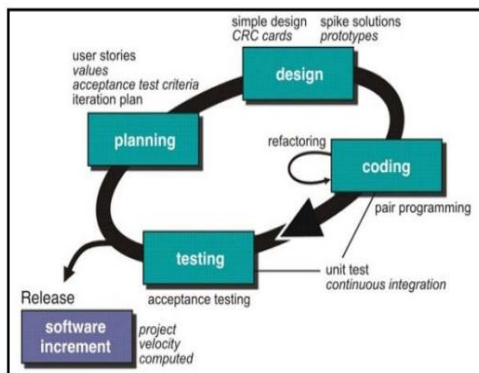 simple design
CRC cards
spike solutions
prototypes
user stories
values
acceptance test criteria
iteration plan
design
planning
refactoring
coding
pair programming
testing
unit test
continuous integration
acceptance testing
Release
software
increment
project
velocity
computed